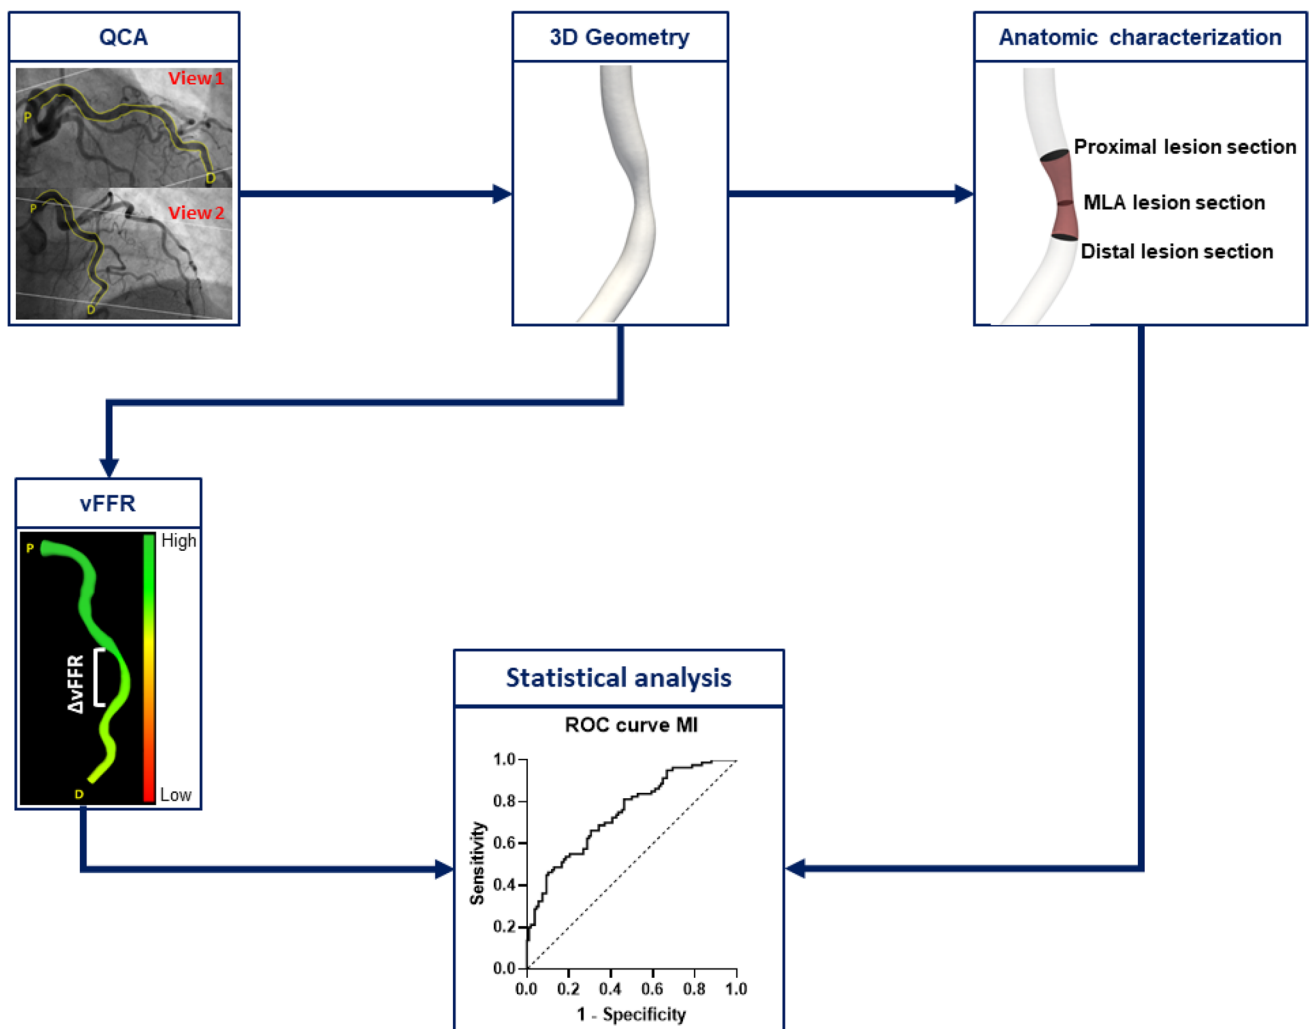 QCA
View 1
P
D
View 2
P
D
3D Geometry
Anatomic characterization
Proximal lesion section
MLA lesion section
Distal lesion section
vFFR
P
High
ΔvFFR
D
Low
Statistical analysis
ROC curve MI
Sensitivity
1.0
0.8
0.6
0.4
0.2
0.0
0.0 0.2 0.4 0.6 0.8 1.0
1 - Specificity